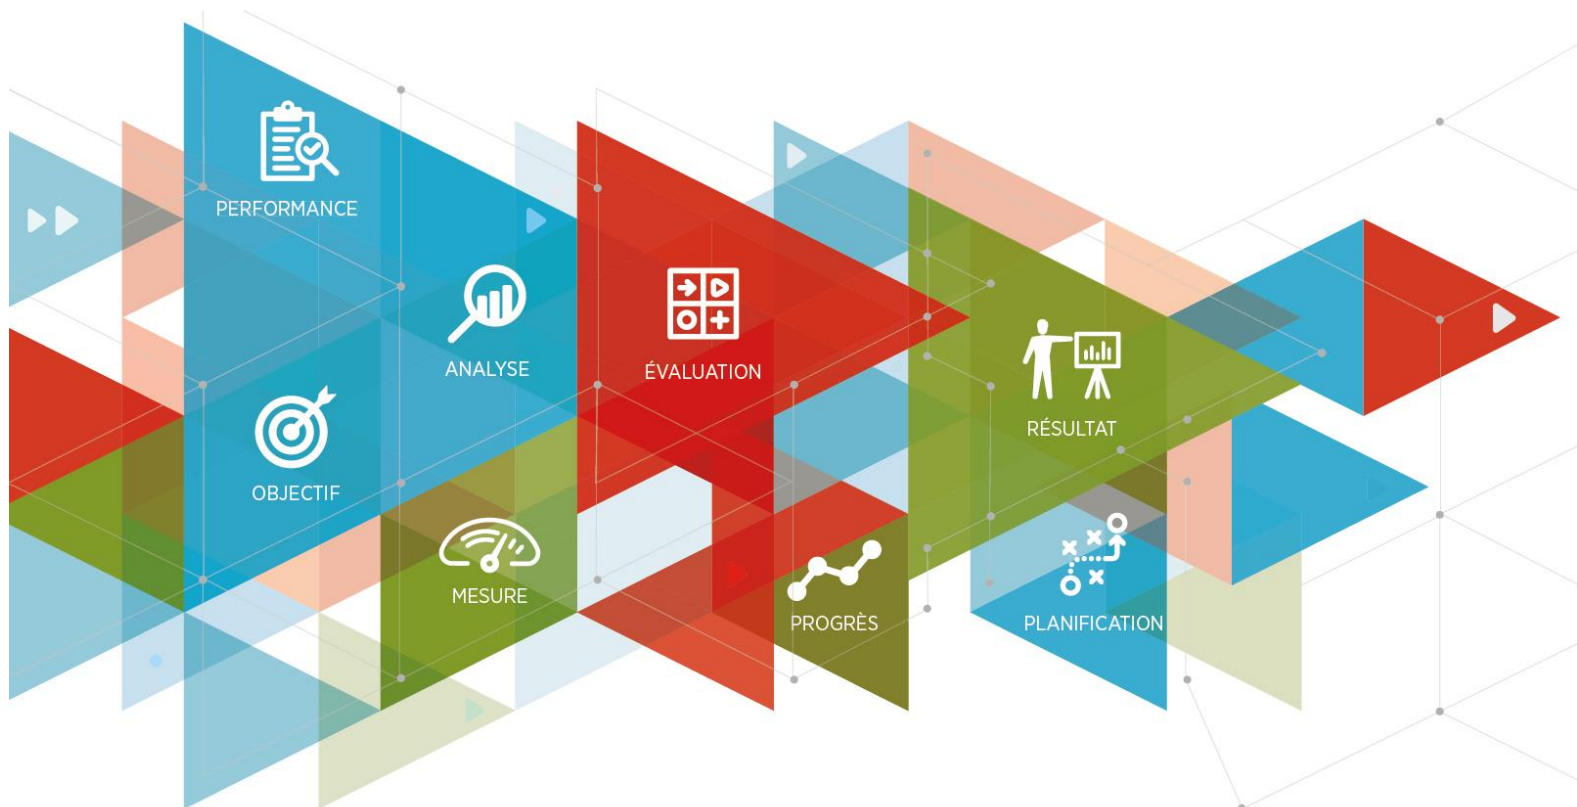 PERFORMANCE
ANALYSE
ÉVALUATION
RÉSULTAT
OBJECTIF
MESURE
PROGRÈS
PLANIFICATION